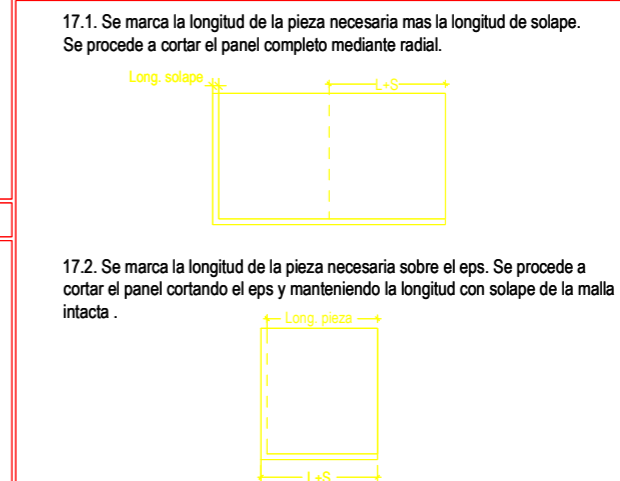 17.1. Se marca la longitud de la pieza necesaria mas la longitud de solape.
Se procede a cortar el panel completo mediante radial.
Long. solape
L+S
17.2. Se marca la longitud de la pieza necesaria sobre el eps. Se procede a
cortar el panel cortando el eps y manteniendo la longitud con solape de la malla
intacta .
Long. pieza
L+S